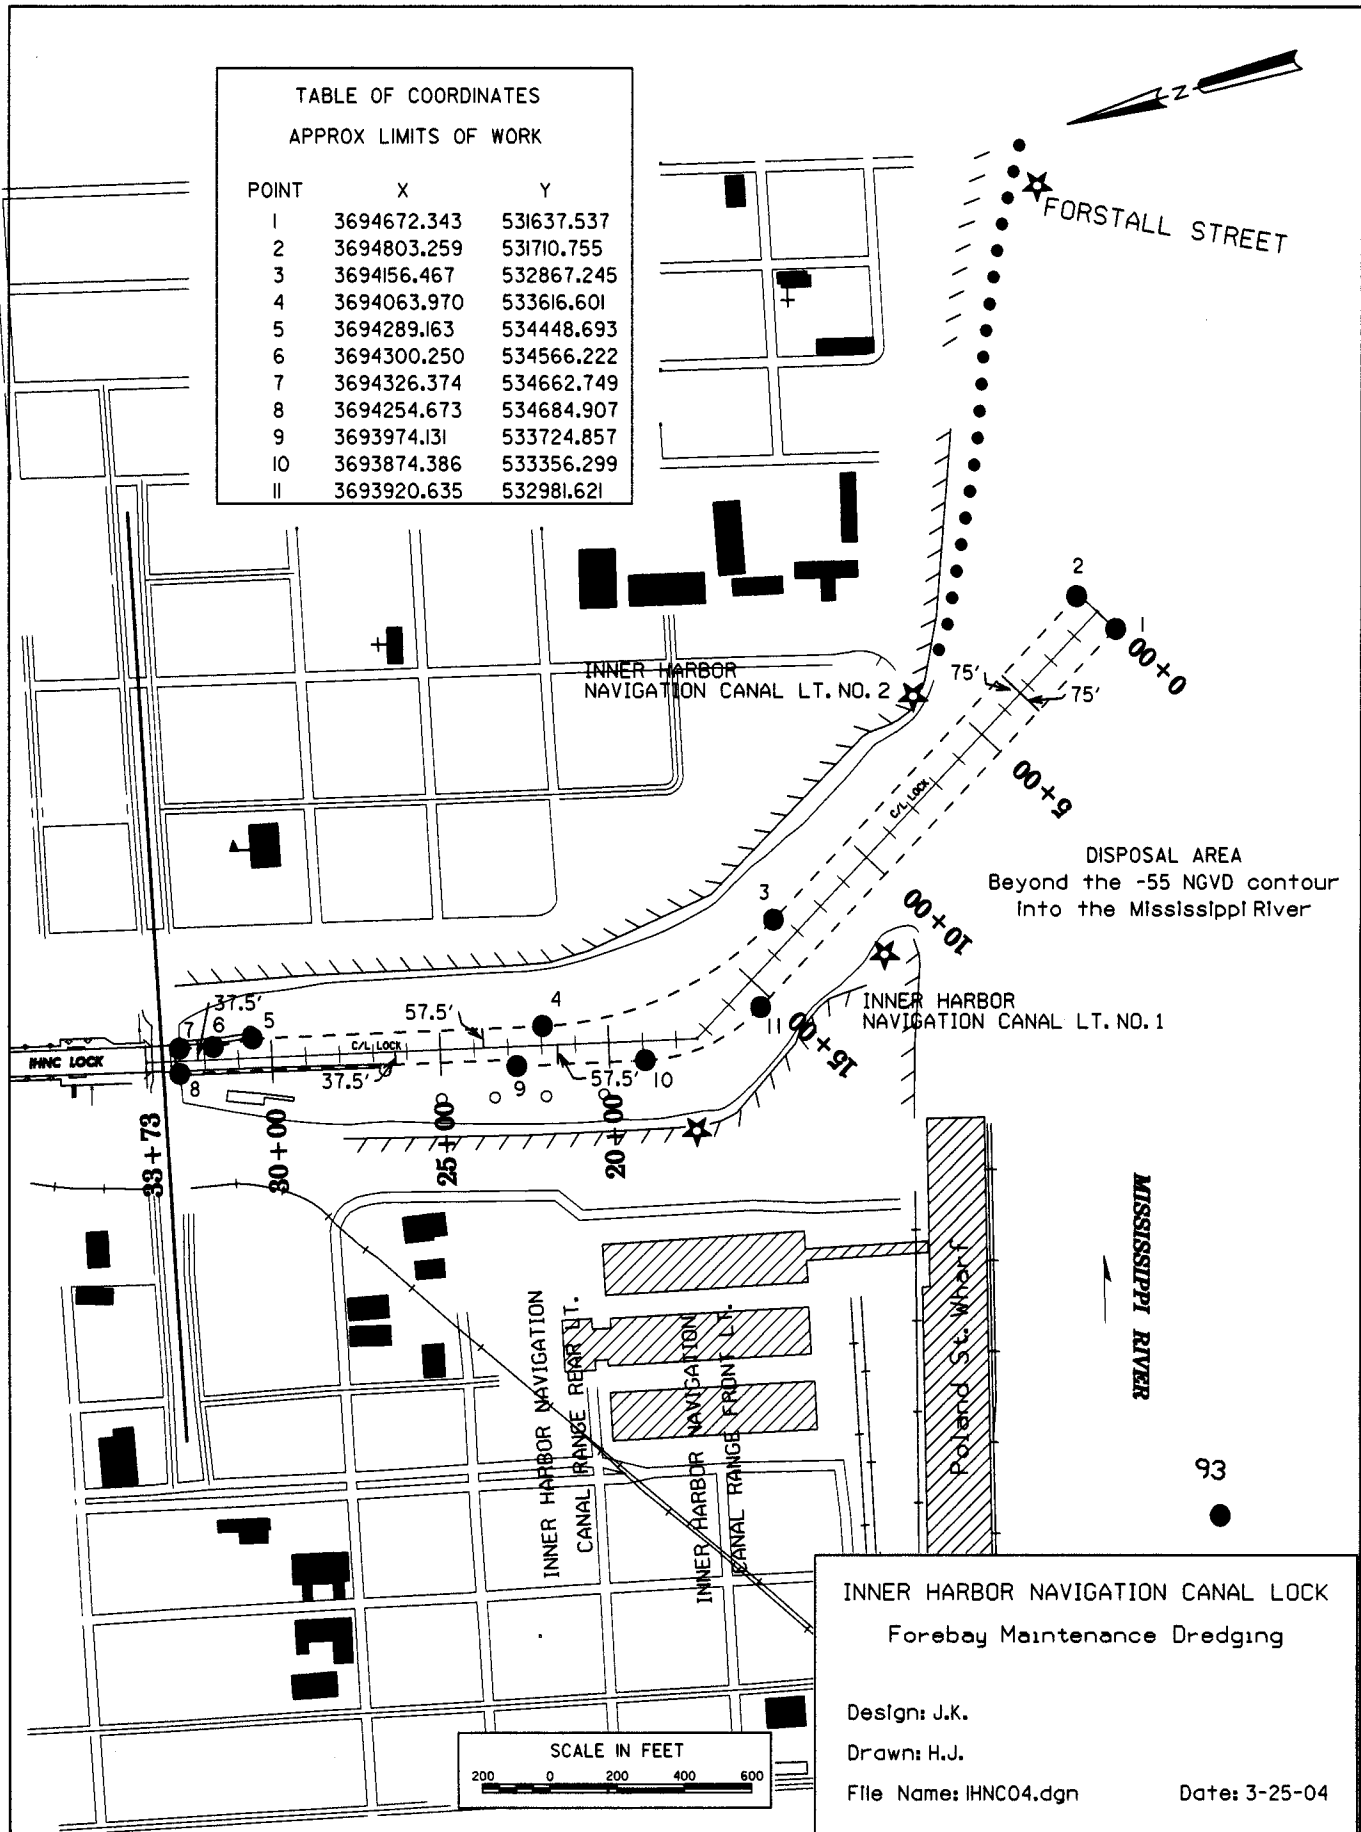 TABLE OF COORDINATES
APPROX LIMITS OF WORK
POINT X Y
1 3694672.343 531637.537
2 3694803.259 531710.755
3 3694156.467 532867.245
4 3694063.970 533616.601
5 3694289.163 534448.693
6 3694300.250 534566.222
7 3694326.374 534662.749
8 3694254.673 534684.907
9 3693974.131 533724.857
10 3693874.386 533356.299
11 3693920.635 532981.621
N
FORSTALL STREET
2
1
0+00
INNER HARBOR
NAVIGATION CANAL LT. NO. 2
75'
75'
5+00
C/L LOCK
DISPOSAL AREA
Beyond the -55 NGVD contour
into the Mississippi River
3
10+00
INNER HARBOR
NAVIGATION CANAL LT. NO. 1
11
15+00
37.5'
57.5'
4
7
6
5
C/L LOCK
IHNC LOCK
8
37.5'
9
57.5'
10
33+73
30+00
25+00
20+00
MISSISSIPPI RIVER
Poland St. Wharf
INNER HARBOR NAVIGATION
CANAL RANGE REAR LT.
INNER HARBOR NAVIGATION
CANAL RANGE FRONT LT.
93
INNER HARBOR NAVIGATION CANAL LOCK
Forebay Maintenance Dredging
Design: J.K.
Drawn: H.J.
File Name: IHNC04.dgn Date: 3-25-04
SCALE IN FEET
200 0 200 400 600